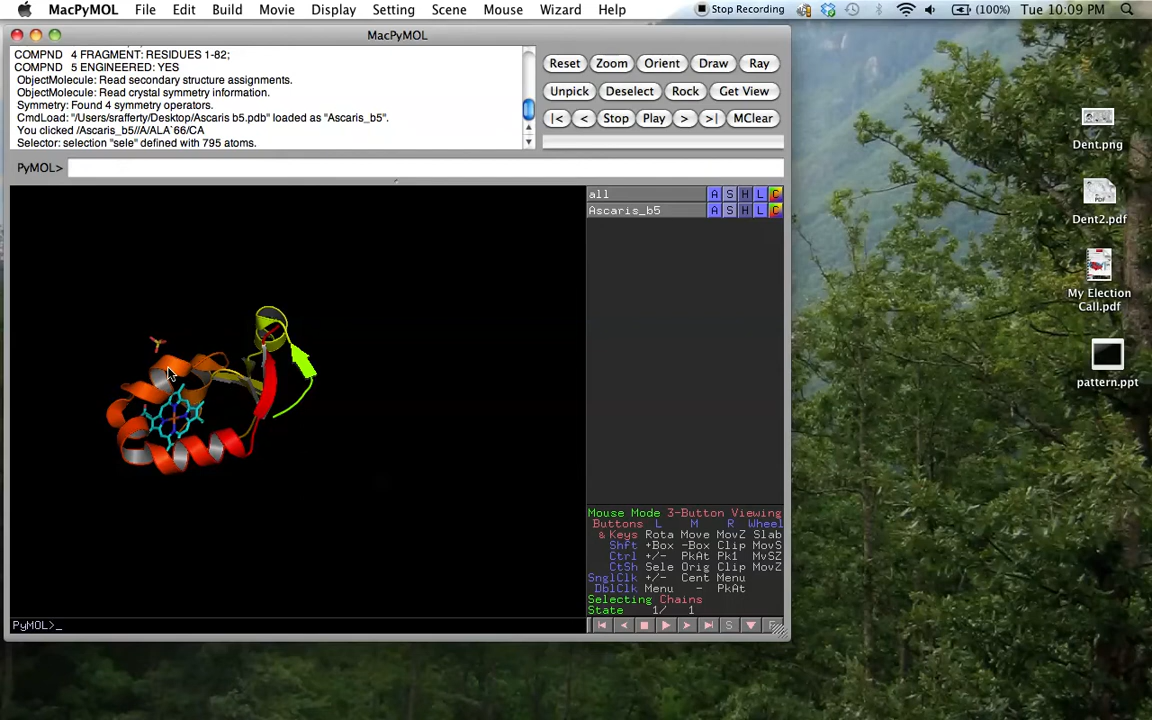 MacPyMOL File Edit Build Movie Display Setting Scene Mouse Wizard Help Stop Recording (100%) Tue 10:09 PM
MacPyMOL
COMPND 4 FRAGMENT: RESIDUES 1-82;
COMPND 5 ENGINEERED: YES
ObjectMolecule: Read secondary structure assignments.
ObjectMolecule: Read crystal symmetry information.
Symmetry: Found 4 symmetry operators.
CmdLoad: "/Users/srafferty/Desktop/Ascaris b5.pdb" loaded as "Ascaris_b5".
You clicked /Ascaris_b5//A/ALA`66/CA
Selector: selection "sele" defined with 795 atoms.
Reset Zoom Orient Draw Ray
Unpick Deselect Rock Get View
|< < Stop Play > >| MClear
PyMOL>
all A S H L C
Ascaris_b5 A S H L C
Mouse Mode 3-Button Viewing
Buttons L M R Wheel
& Keys Rota Move MovZ Slab
Shft +Box -Box Clip MovS
Ctrl +/- PkAt Pk1 MvSZ
CtSh Sele Orig Clip MovZ
SnglClk +/- Cent Menu
DblClk Menu - PkAt
Selecting Chains
State 1/ 1
PyMOL>_
S F
Dent.png
Dent2.pdf
My Election
Call.pdf
pattern.ppt